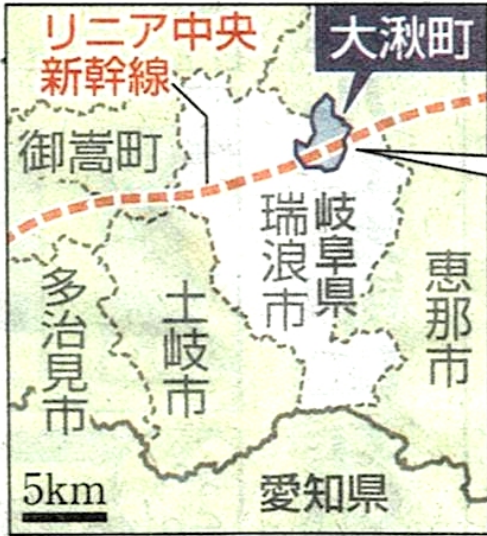 リニア中央
新幹線
大湫町
御嵩町
岐阜県
瑞浪市
恵那市
土岐市
多治見市
愛知県
5km